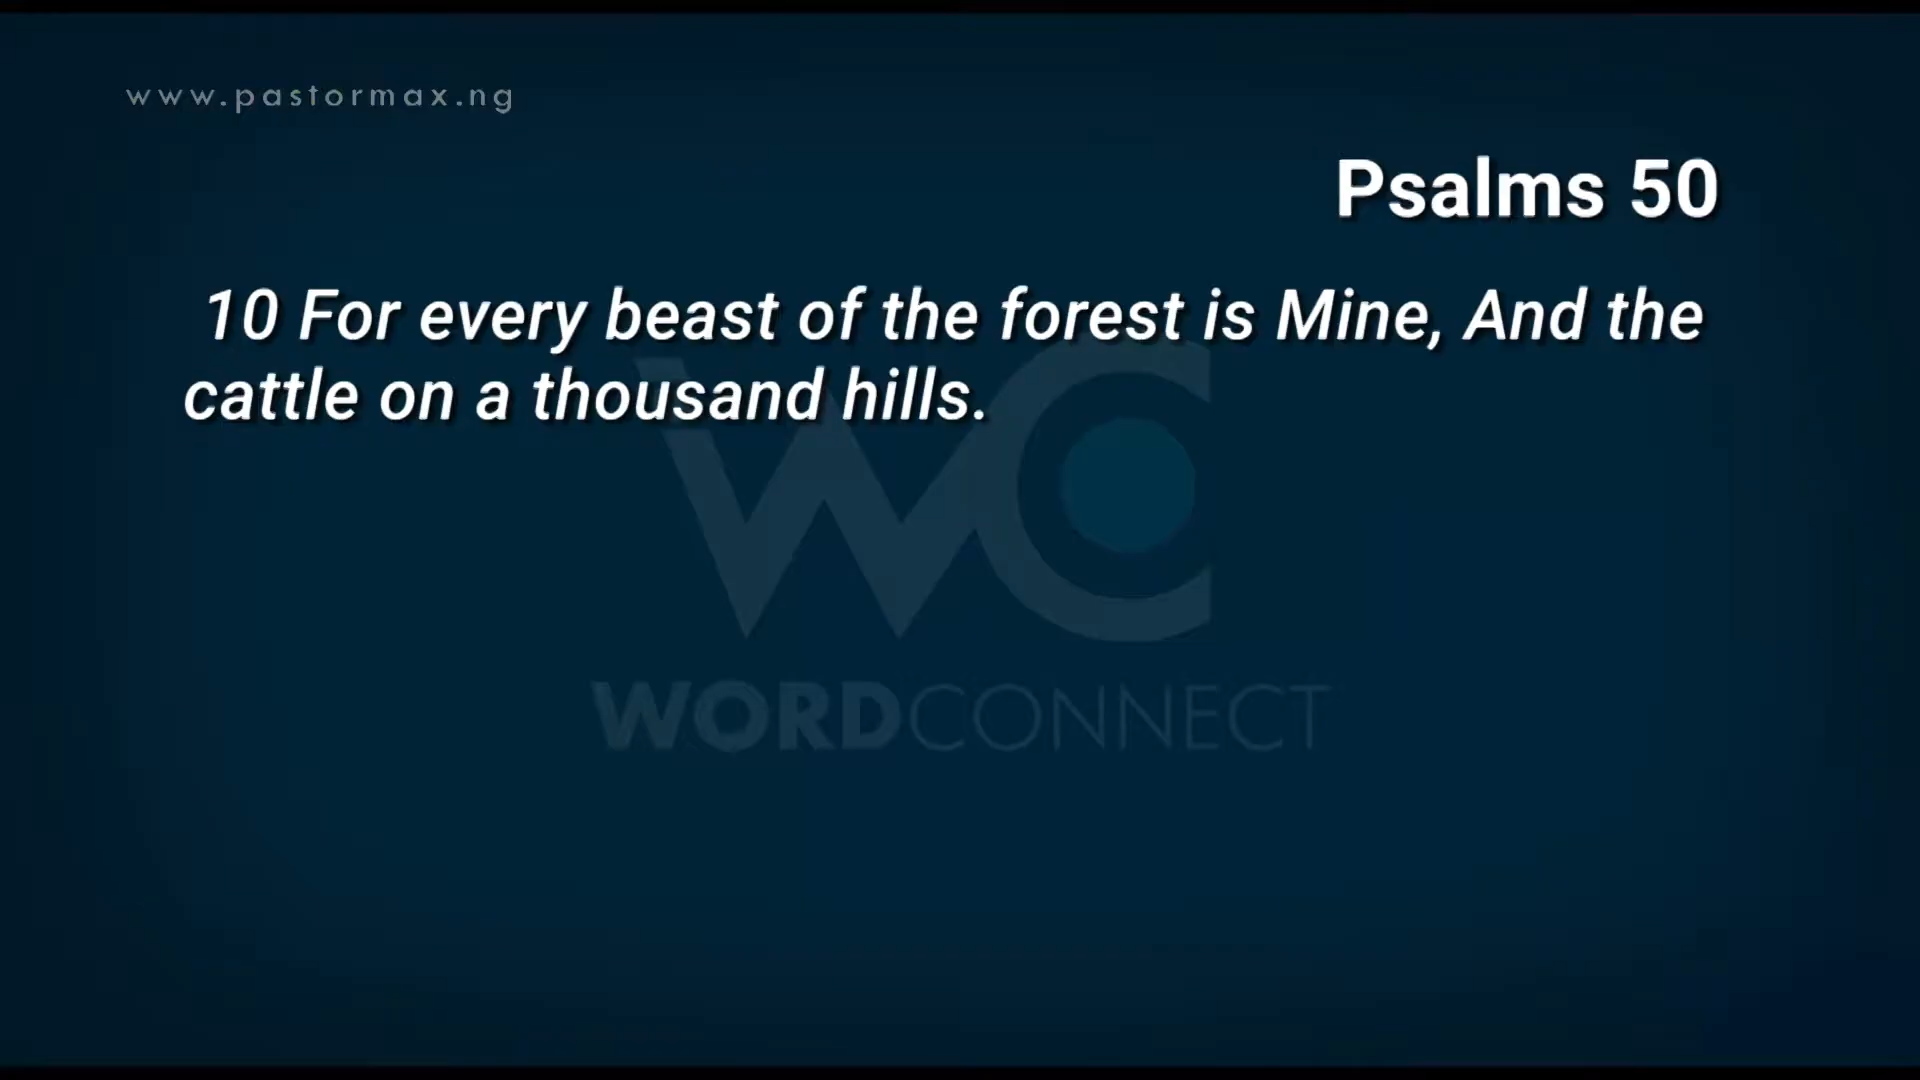 www.pastormax.ng
Psalms 50
10 For every beast of the forest is Mine, And the
cattle on a thousand hills.
WC
WORDCONNECT